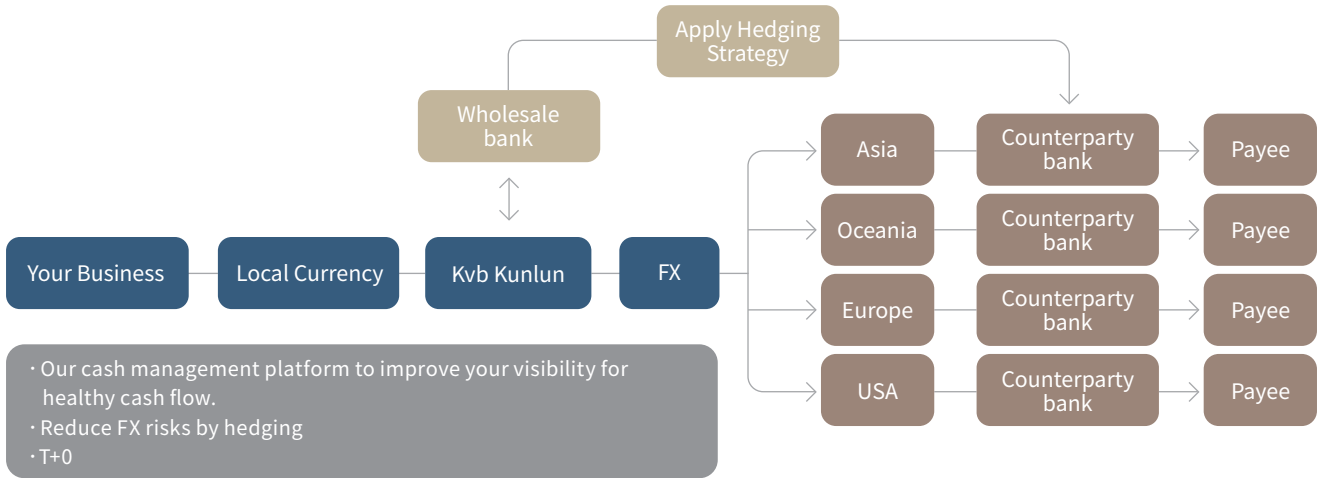 Apply Hedging
Strategy
Wholesale
bank
Your Business
Local Currency
Kvb Kunlun
FX
Asia
Counterparty
bank
Payee
Oceania
Counterparty
bank
Payee
Europe
Counterparty
bank
Payee
USA
Counterparty
bank
Payee
· Our cash management platform to improve your visibility for
healthy cash flow.
· Reduce FX risks by hedging
· T+0